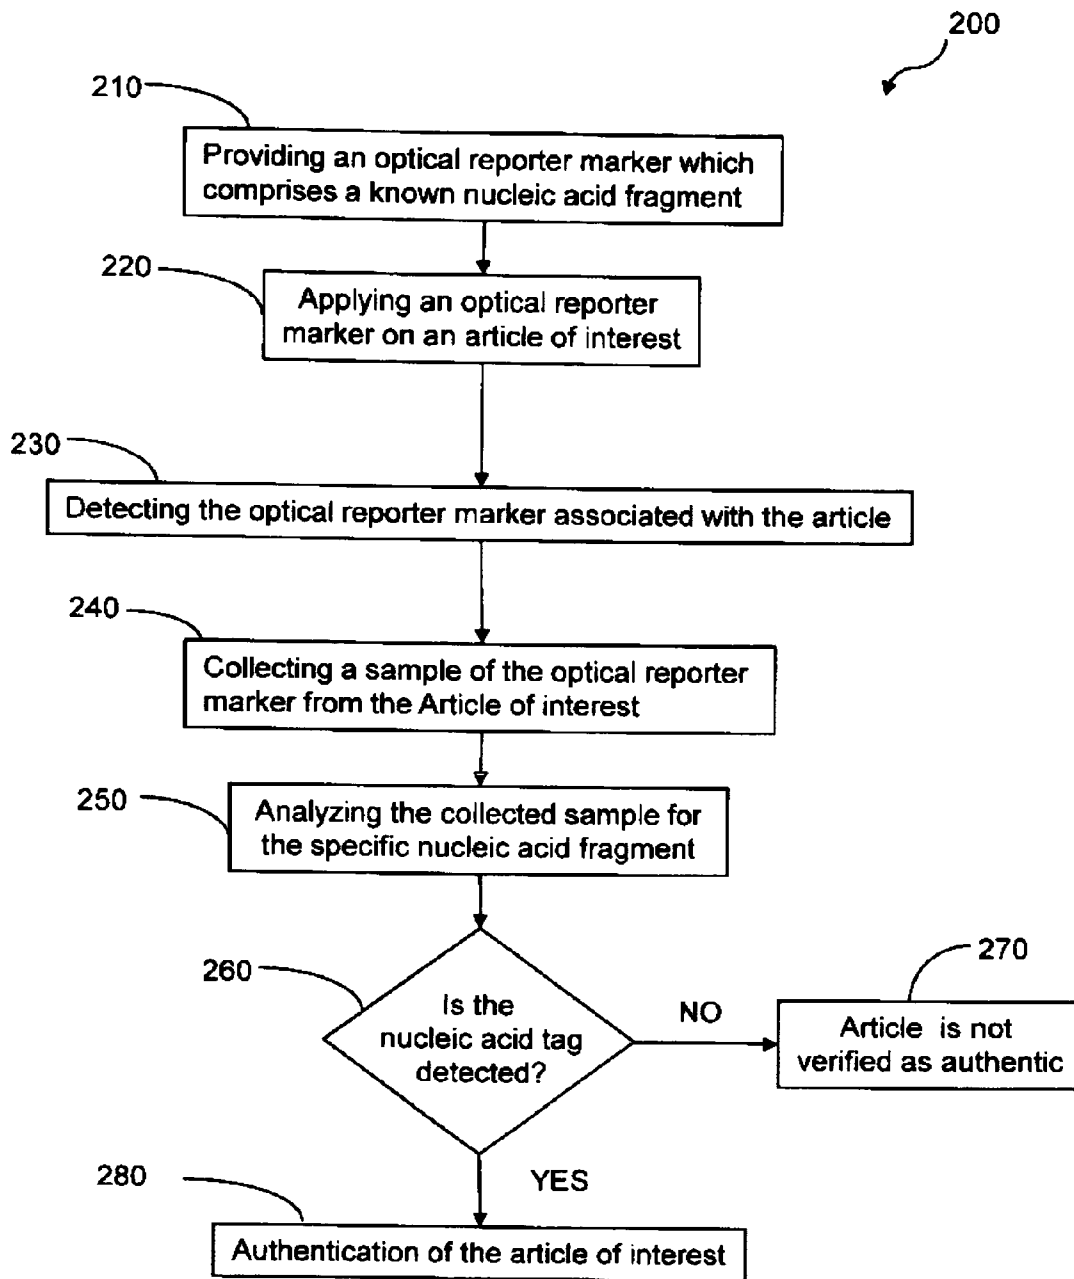 200
210
Providing an optical reporter marker which
comprises a known nucleic acid fragment
220
Applying an optical reporter
marker on an article of interest
230
Detecting the optical reporter marker associated with the article
240
Collecting a sample of the optical reporter
marker from the Article of interest
250
Analyzing the collected sample for
the specific nucleic acid fragment
260
Is the
nucleic acid tag
detected?
NO
270
Article is not
verified as authentic
YES
280
Authentication of the article of interest